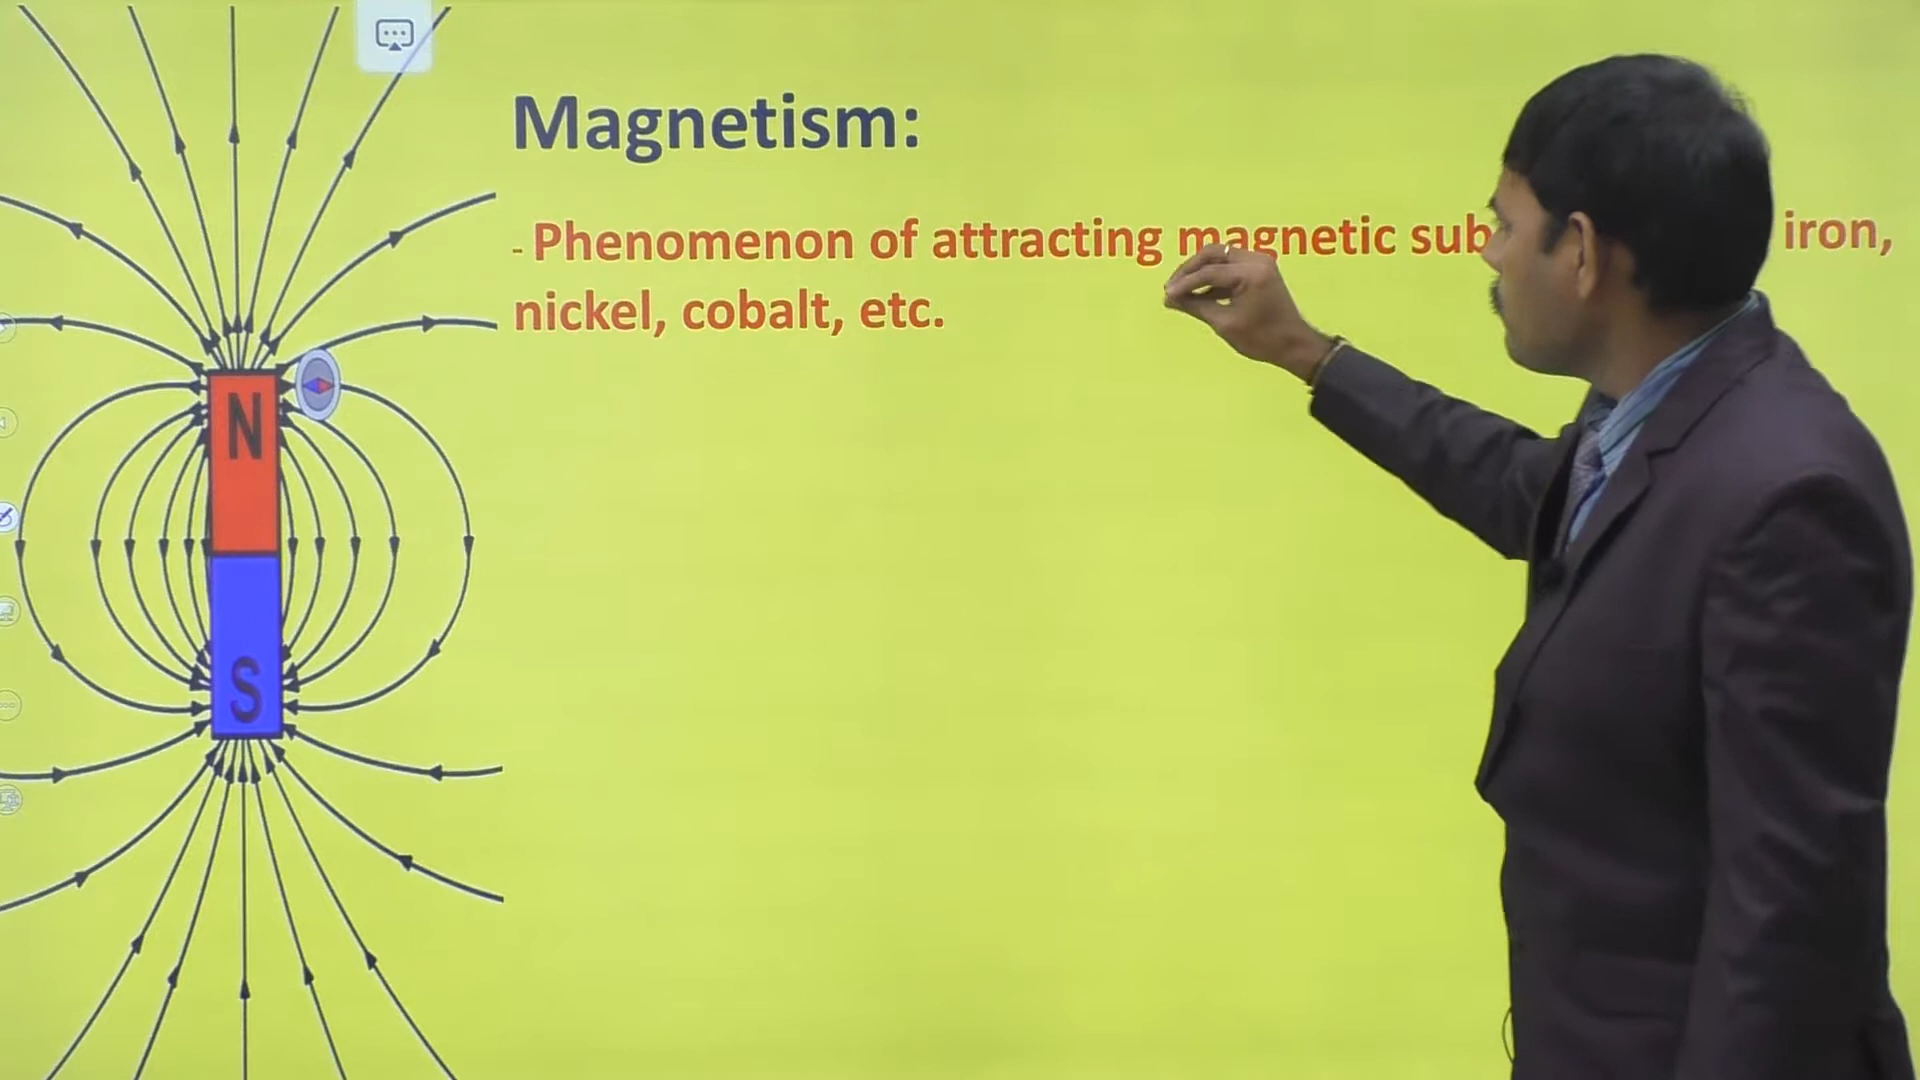 Magnetism:
- Phenomenon of attracting magnetic sub iron,
nickel, cobalt, etc.
N
S